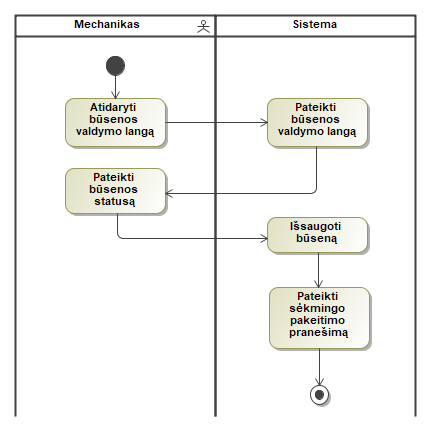 Mechanikas
Sistema
Atidaryti
būsenos
valdymo langą
Pateikti
būsenos
valdymo langą
Pateikti
būsenos
statusą
Išsaugoti
būseną
Pateikti
sėkmingo
pakeitimo
pranešimą